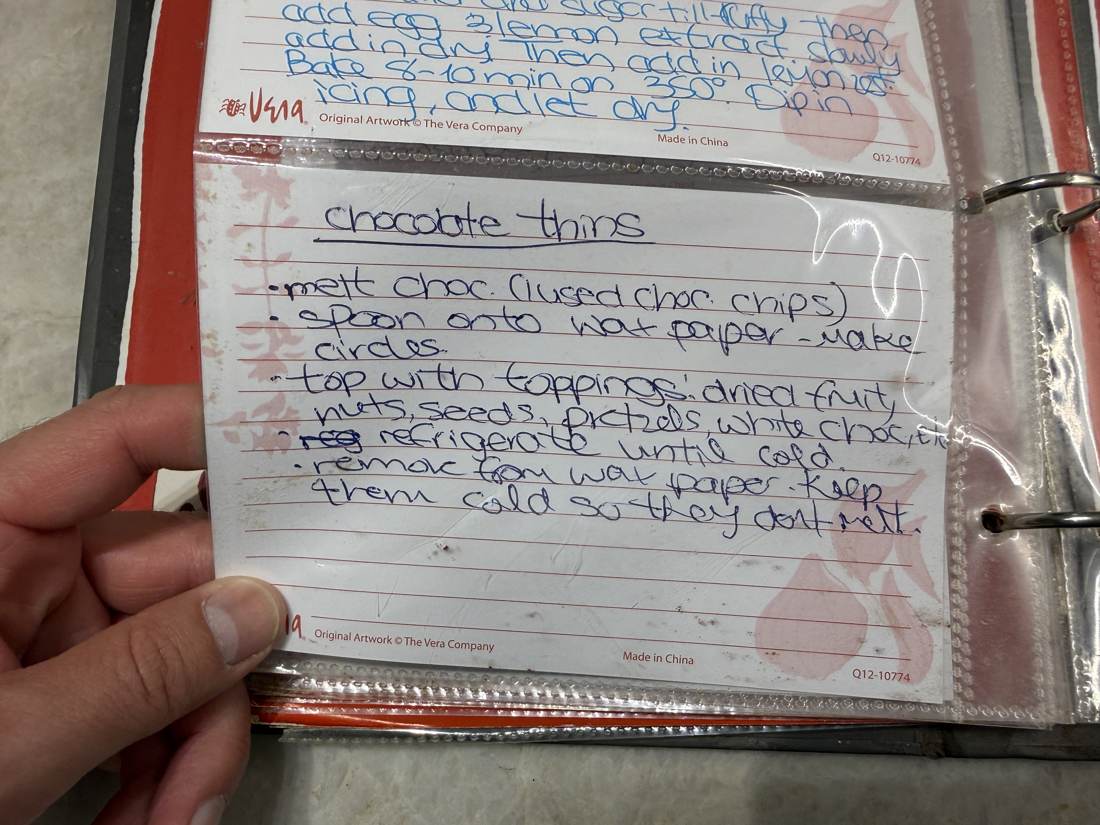 and sugar till fluffy then
add egg 3 lemon extract slowly
add in dry Then add in lemon zest.
Bake 8-10 min on 350° Dip in
icing, and let dry.
Vera
Original Artwork © The Vera Company
Made in China
Q12-10774
chocolate thins
• melt choc. (i used choc. chips)
• spoon onto wax paper - make
circles.
• top with toppings: dried fruit,
nuts, seeds, pretzels, white choc, etc
• refrigerate until cold.
• remove from wax paper. Keep
them cold so they dont melt.
Original Artwork © The Vera Company
Made in China
Q12-10774